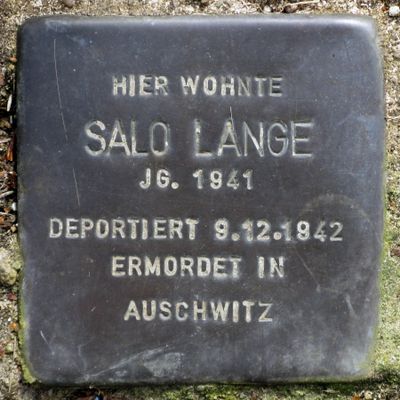 HIER WOHNTE
SALO LANGE
JG. 1941
DEPORTIERT 9.12.1942
ERMORDET IN
AUSCHWITZ